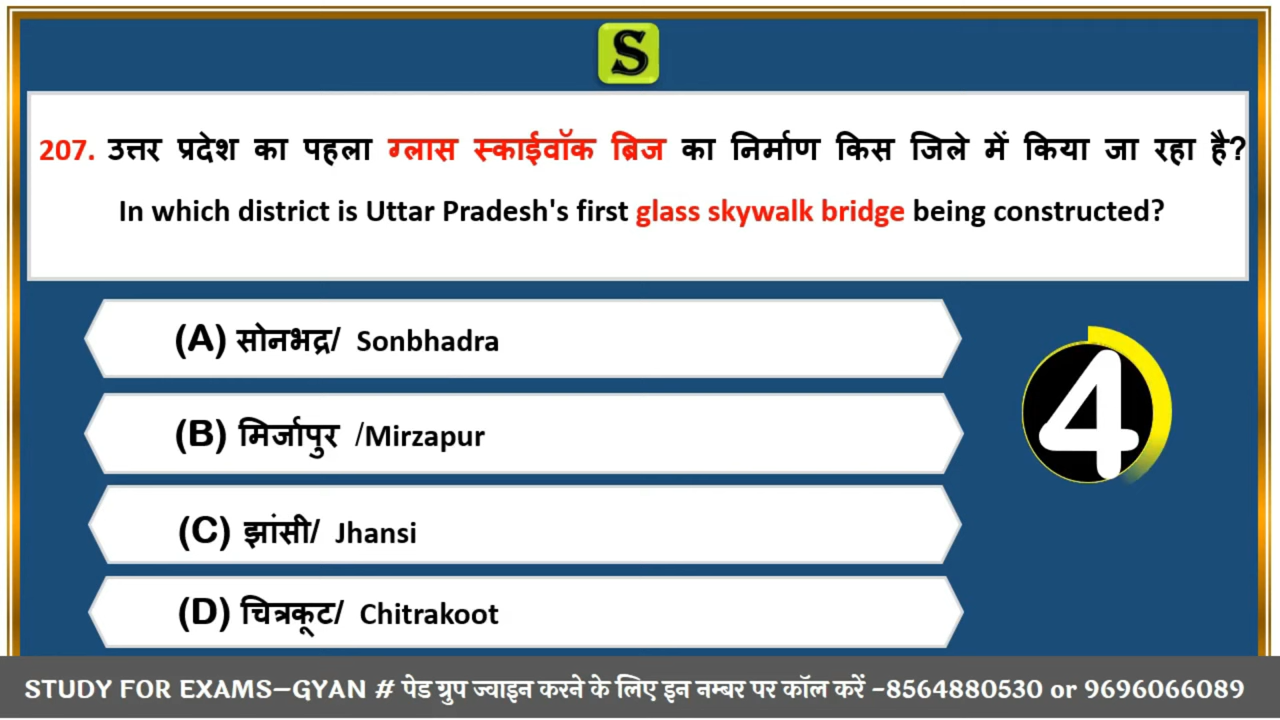 S
207. उत्तर प्रदेश का पहला ग्लास स्काईवॉक ब्रिज का निर्माण किस जिले में किया जा रहा है?
In which district is Uttar Pradesh's first glass skywalk bridge being constructed?
(A) सोनभद्र/ Sonbhadra
4
(B) मिर्जापुर /Mirzapur
(C) झांसी/ Jhansi
(D) चित्रकूट/ Chitrakoot
STUDY FOR EXAMS–GYAN # पेड ग्रुप ज्वाइन करने के लिए इन नम्बर पर कॉल करें -8564880530 or 9696066089